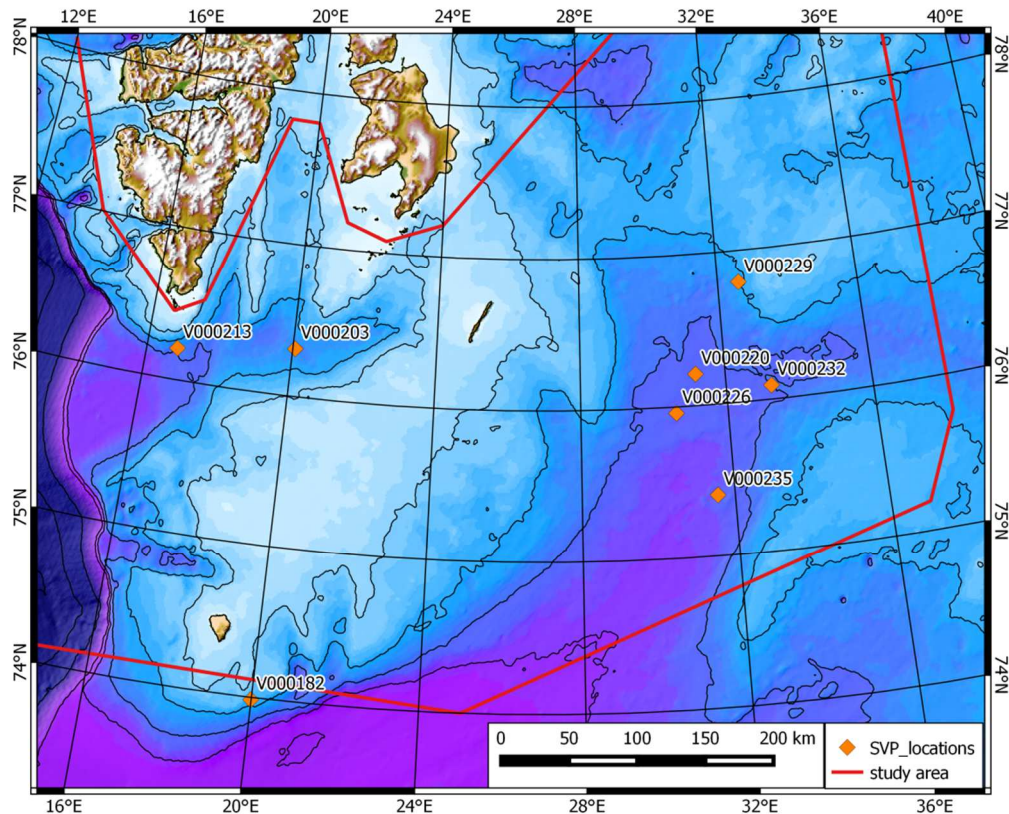 12°E 16°E 20°E 24°E 28°E 32°E 36°E 40°E
78°N 78°N
77°N 77°N
V000229
V000213 V000203
76°N 76°N
V000220
V000232
V000226
V000235
75°N 75°N
74°N 74°N
V000182
0 50 100 150 200 km
SVP_locations
study area
16°E 20°E 24°E 28°E 32°E 36°E